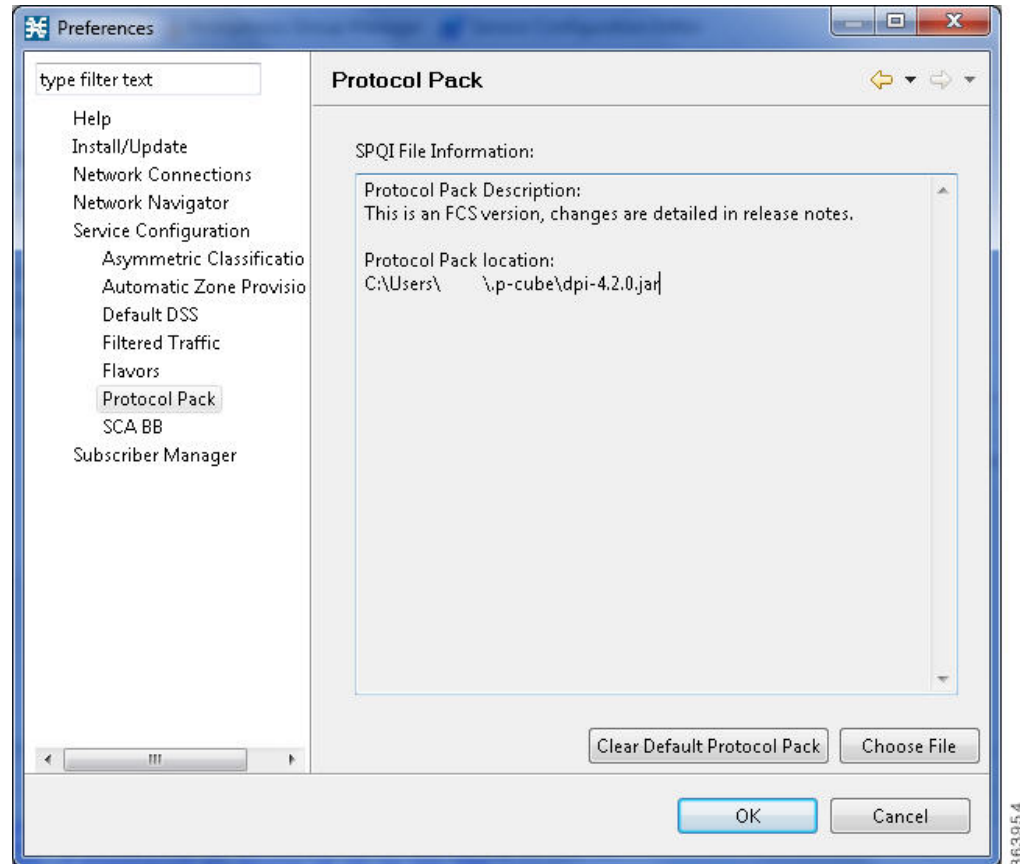 Preferences
type filter text
Help
Install/Update
Network Connections
Network Navigator
Service Configuration
Asymmetric Classificatio
Automatic Zone Provisio
Default DSS
Filtered Traffic
Flavors
Protocol Pack
SCA BB
Subscriber Manager
Protocol Pack
SPQI File Information:
Protocol Pack Description:
This is an FCS version, changes are detailed in release notes.
Protocol Pack location:
C:\Users\ \.p-cube\dpi-4.2.0.jar
Clear Default Protocol Pack
Choose File
OK
Cancel
363954